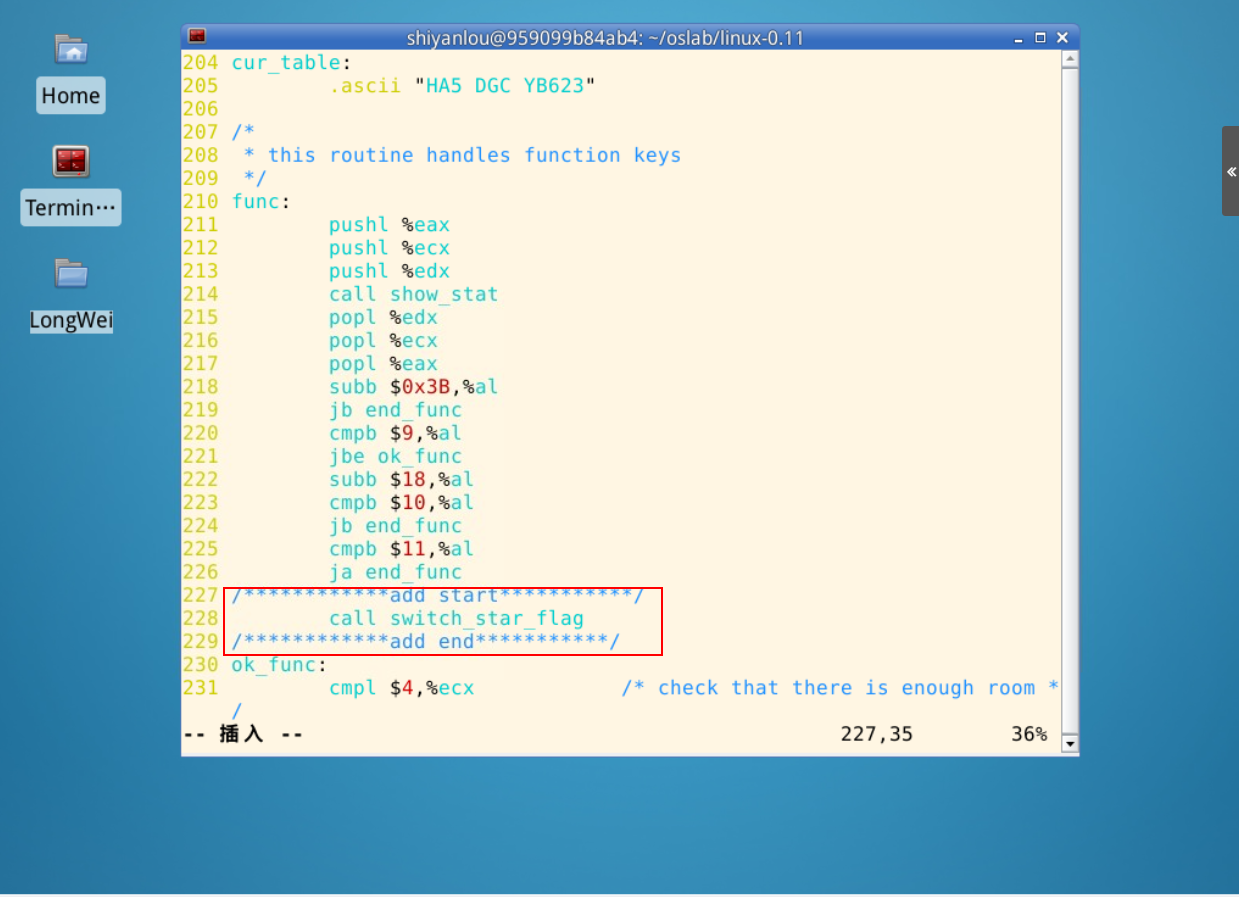 Home
Termin⋯
LongWei
shiyanlou@959099b84ab4: ~/oslab/linux-0.11
204 cur_table:
205         .ascii "HA5 DGC YB623"
206
207 /*
208  * this routine handles function keys
209  */
210 func:
211         pushl %eax
212         pushl %ecx
213         pushl %edx
214         call show_stat
215         popl %edx
216         popl %ecx
217         popl %eax
218         subb $0x3B,%al
219         jb end_func
220         cmpb $9,%al
221         jbe ok_func
222         subb $18,%al
223         cmpb $10,%al
224         jb end_func
225         cmpb $11,%al
226         ja end_func
227 /************add start***********/
228         call switch_star_flag
229 /************add end***********/
230 ok_func:
231         cmpl $4,%ecx            /* check that there is enough room *
/
-- 插入 --                                            227,35        36%
«